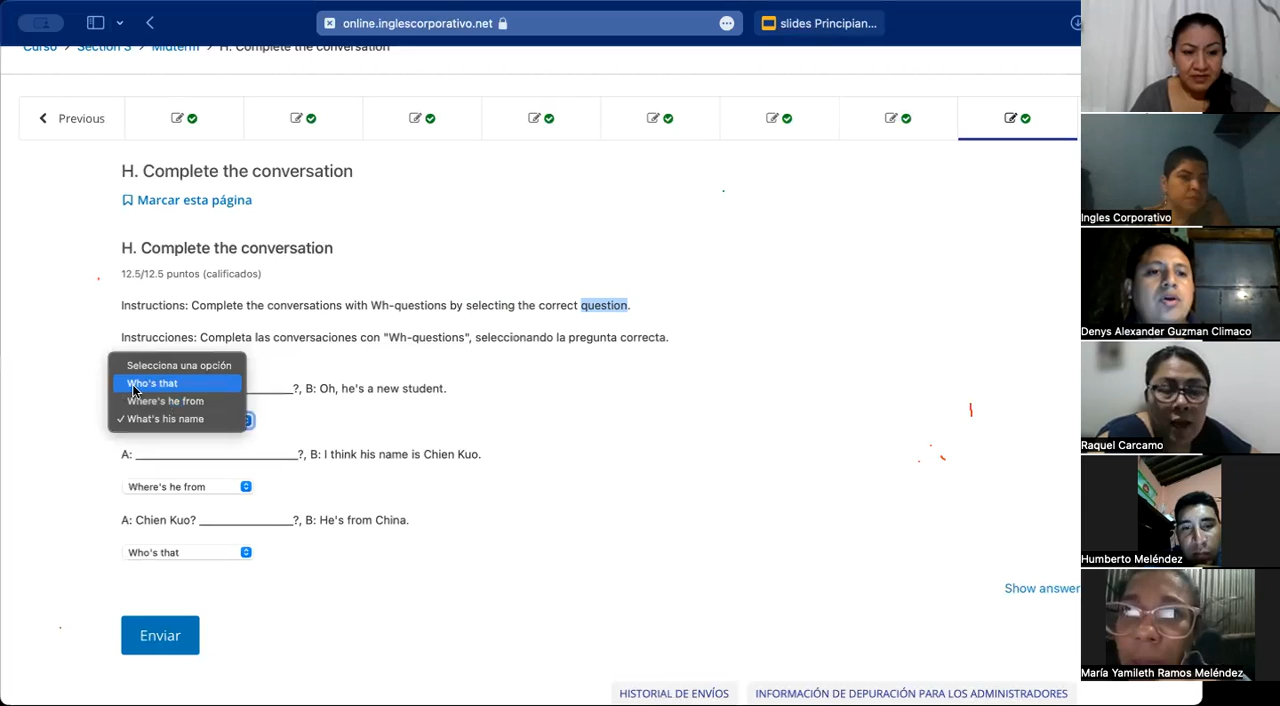 online.inglescorporativo.net
slides Principian...
Curso > Section 3 > Midterm > H. Complete the conversation
Previous
H. Complete the conversation
Marcar esta página
H. Complete the conversation
12.5/12.5 puntos (calificados)
Instructions: Complete the conversations with Wh-questions by selecting the correct question.
Instrucciones: Completa las conversaciones con "Wh-questions", seleccionando la pregunta correcta.
Selecciona una opción
Who's that
Where's he from
✓ What's his name
?, B: Oh, he's a new student.
A: ___________________________?, B: I think his name is Chien Kuo.
Where's he from
A: Chien Kuo? ________________?, B: He's from China.
Who's that
Show answer
Enviar
HISTORIAL DE ENVÍOS
INFORMACIÓN DE DEPURACIÓN PARA LOS ADMINISTRADORES
Ingles Corporativo
Denys Alexander Guzman Climaco
Raquel Carcamo
Humberto Meléndez
María Yamileth Ramos Meléndez